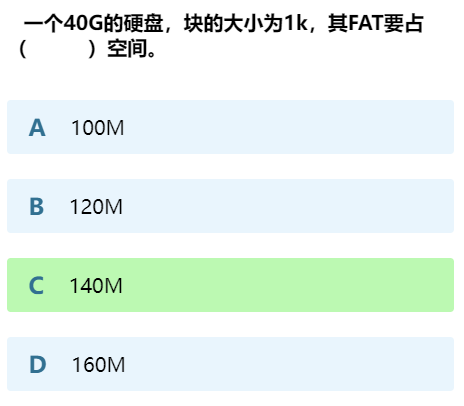 一个40G的硬盘，块的大小为1k，其FAT要占
（　　　）空间。
A 100M
B 120M
C 140M
D 160M